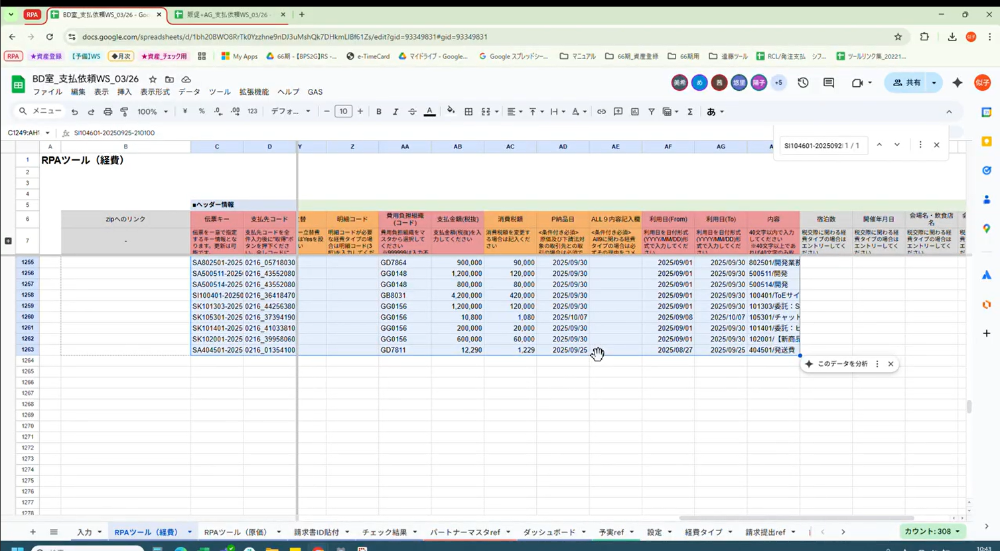 RPA
BD室_支払依頼WS_03/26 - Goo
販促+AG_支払依頼WS_03/26 -
docs.google.com/spreadsheets/d/1bh20BWO8RrTk0Yzzhne9nDJ3uMshQk7DHkmLIBf61Zs/edit?gid=93349831#gid=93349831
RPA ★資産登録 【予備】WS ◆月次 ★資産_チェック用 My Apps 66期 - 【BPS2G】RS -... e-TimeCard マイドライブ - Google... Google スプレッドシー... マニュアル 66期_資産登録 66期用 遠藤ツール RCL/発注支払 シフ... ツールリンク集_20221...
BD室_支払依頼WS_03/26
ファイル 編集 表示 挿入 表示形式 データ ツール 拡張機能 ヘルプ GAS
美希 め 茜 悠里 陽子 +5 共有 似子
メニュー 100% ¥ % .0 .00 123 デフォ... 10 B I A あ
C1249:AH1 fx SI104601-20250925-210100
SI104601-2025092 1 / 1
A B C D Y Z AA AB AC AD AE AF AG
1 RPAツール（経費）
2
3
4
5 ■ヘッダー情報
6 zipへのリンク 伝票キー 支払先コード 替 明細コード 費用負担組織(コード) 支払金額(税抜) 消費税額 P納品日 ALL９内容記入欄 利用日(From) 利用日(To) 内容 宿泊数 開催年月日 会場名・飲食店名
7 -
伝票を一意で指定するキー情報となります。更新は可能です。
支払先コードを全件入力後に"取得"ボタンを押下ください。全レコードに
明細コードが必要な経費タイプの場合は明細コード(3桁)を入力してくだ
費用負担組織をマスタから選択してください
※999999は入力不
支払金額(税抜)を入力してください
消費税額を変更する場合は記入ください
<条件付き必須>
原価及び下請法対象の取引先との取引の場合は必須で
<条件付き必須>
All9に関わる経費タイプの場合は必ずその理由をコメ
利用日を日付形式(YYYY/MM/DD)形式で入力してください
利用日を日付形式(YYYY/MM/DD)形式で入力してください
40文字以内で入力してください
※40文字以上であれば40文字のみ取
税交際に関わる経費タイプの場合はエントリーしてください
税交際に関わる経費タイプの場合はエントリーしてください
税交際に関わる経費タイプの場合はエントリーしてください
1255 SA802501-2025 0216_05718030 GD7864 900,000 90,000 2025/09/30 2025/09/01 2025/09/30 802501/開発業務
1256 SA500511-2025 0216_43552080 GG0148 1,200,000 120,000 2025/09/30 2025/09/01 2025/09/30 500511/開発
1257 SA500514-2025 0216_43552080 GG0148 800,000 80,000 2025/09/30 2025/09/01 2025/09/30 500514/開発
1258 SI100401-2025 0216_36418470 GB8031 4,200,000 420,000 2025/09/30 2025/09/01 2025/09/30 100401/ToEサイ
1259 SK101303-2025 0216_44256380 GG0156 1,200,000 120,000 2025/09/30 2025/09/01 2025/09/30 101303/委託：S
1260 SK105301-2025 0216_37394190 GG0156 10,800 1,080 2025/10/07 2025/09/08 2025/10/07 105301/チャット
1261 SK101401-2025 0216_41033810 GG0156 200,000 20,000 2025/09/30 2025/09/01 2025/09/30 101401/委託：ヒ
1262 SK102001-2025 0216_39958060 GG0156 600,000 60,000 2025/09/30 2025/09/01 2025/09/30 102001/【新商品
1263 SA404501-2025 0216_01354100 GD7811 12,290 1,229 2025/09/25 2025/08/27 2025/09/25 404501/発送費
1264 このデータを分析
1265
1266
1267
1268
1269
1270
1271
1272
1273
1274
1275
1276
1277
1278
入力 RPAツール（経費） RPAツール（原価） 請求書ID貼付 チェック結果 パートナーマスタref ダッシュボード 予実ref 設定 経費タイプ 請求提出ref カウント: 308
10:43